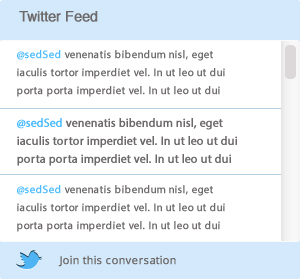 Twitter Feed
@sedSed venenatis bibendum nisl, eget
iaculis tortor imperdiet vel. In ut leo ut dui
porta porta imperdiet vel. In ut leo ut dui
@sedSed venenatis bibendum nisl, eget
iaculis tortor imperdiet vel. In ut leo ut dui
porta porta imperdiet vel. In ut leo ut dui
@sedSed venenatis bibendum nisl, eget
iaculis tortor imperdiet vel. In ut leo ut dui
porta porta imperdiet vel. In ut leo ut dui
Join this conversation